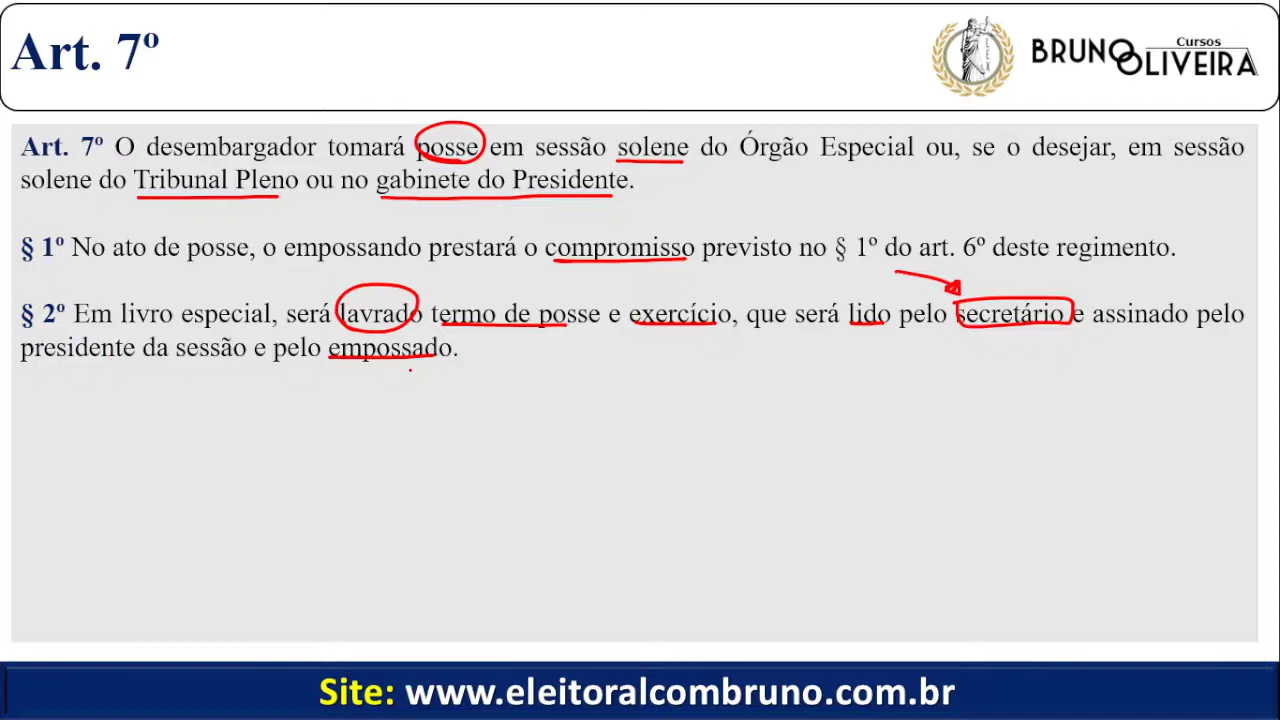 Art. 7º
Cursos
BRUNO
OLIVEIRA
Art. 7º O desembargador tomará posse em sessão solene do Órgão Especial ou, se o desejar, em sessão
solene do Tribunal Pleno ou no gabinete do Presidente.
§ 1º No ato de posse, o empossando prestará o compromisso previsto no § 1º do art. 6º deste regimento.
§ 2º Em livro especial, será lavrado termo de posse e exercício, que será lido pelo secretário e assinado pelo
presidente da sessão e pelo empossado.
Site: www.eleitoralcombruno.com.br